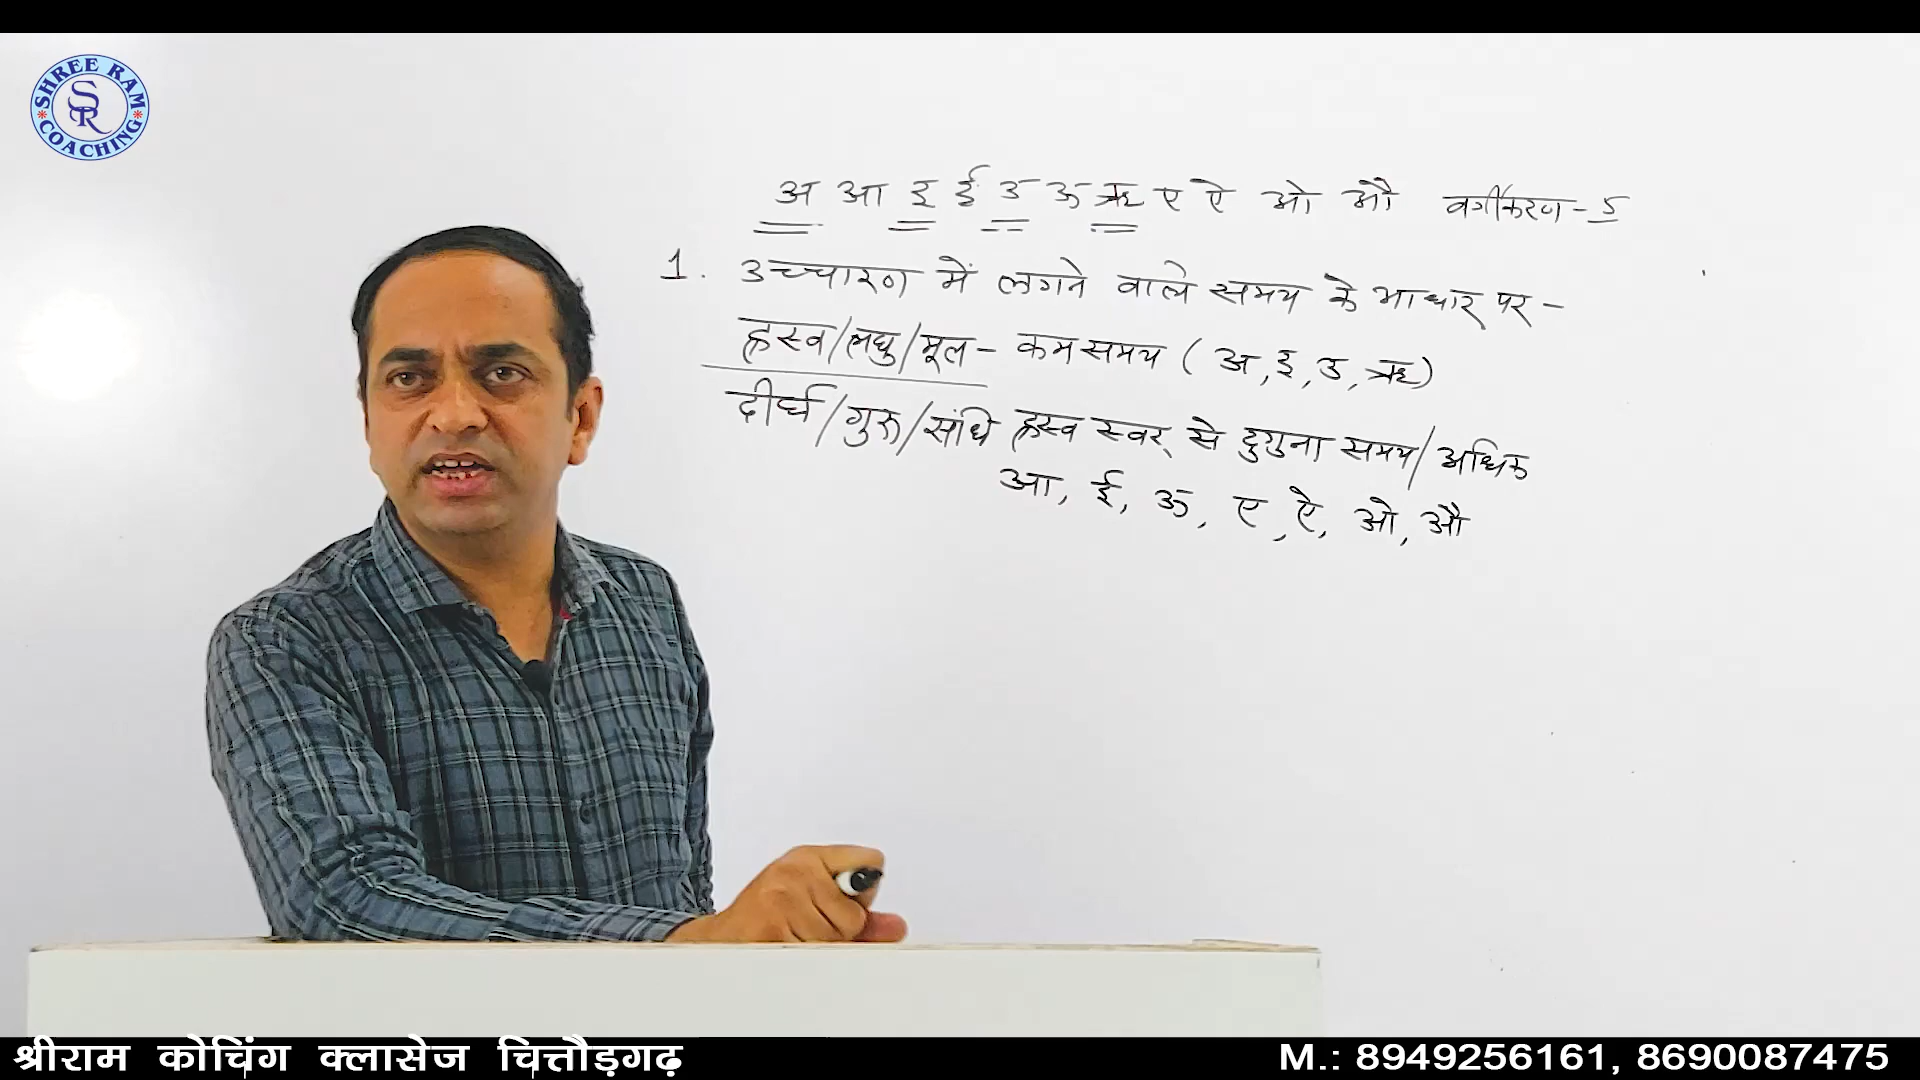 SHREE RAM COACHING
SR
अ आ इ ई उ ऊ ऋ ए ऐ ओ औ वर्गीकरण - 5
1. उच्चारण में लगने वाले समय के आधार पर -
ह्रस्व/लघु/मूल - कम समय ( अ, इ, उ, ऋ)
दीर्घ/गुरु/संधि ह्रस्व स्वर से दुगुना समय/अधिक
आ, ई, ऊ, ए, ऐ, ओ, औ
श्रीराम कोचिंग क्लासेज चित्तौड़गढ़
M.: 8949256161, 8690087475